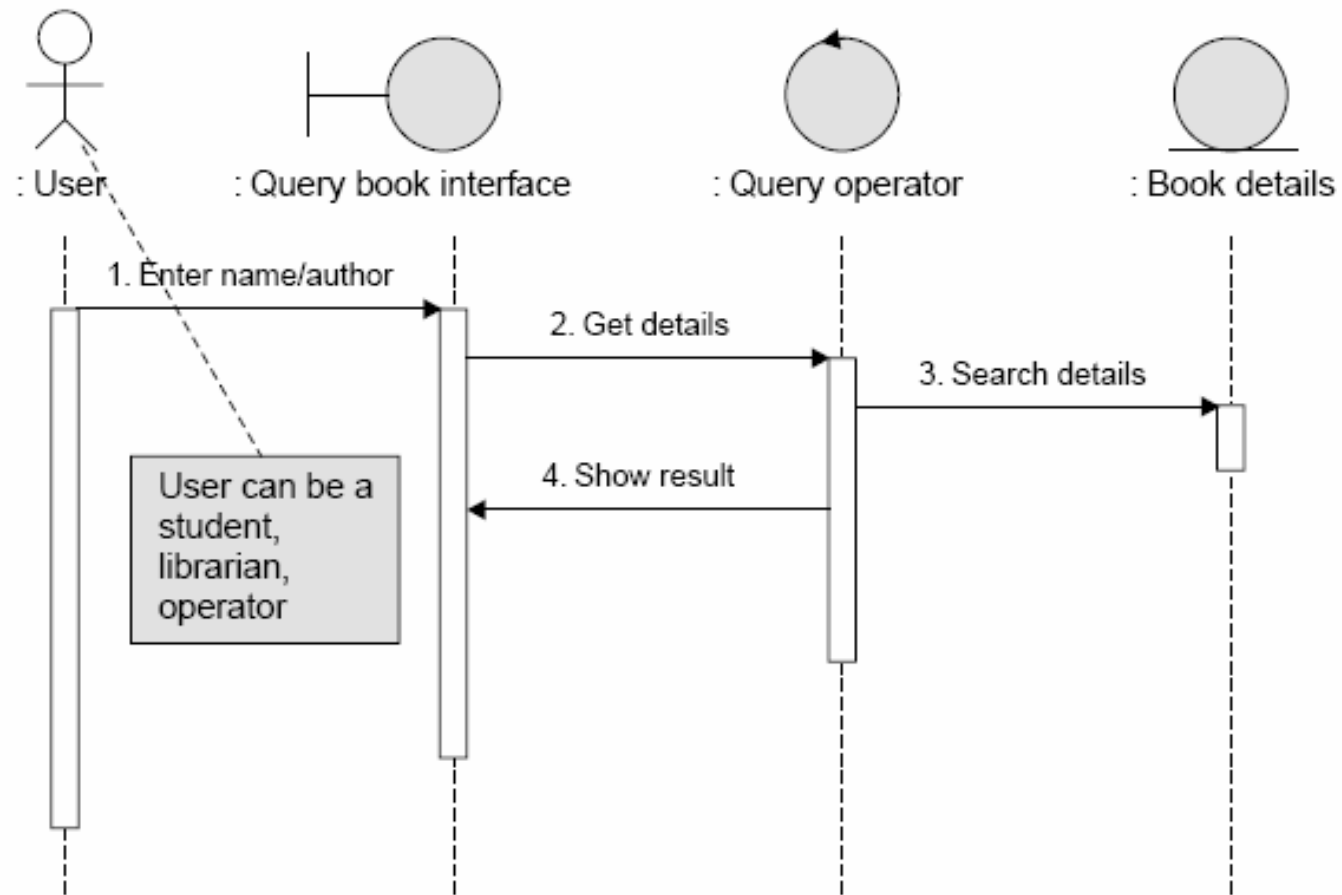 : User
: Query book interface
: Query operator
: Book details
1. Enter name/author
2. Get details
3. Search details
4. Show result
User can be a
student,
librarian,
operator